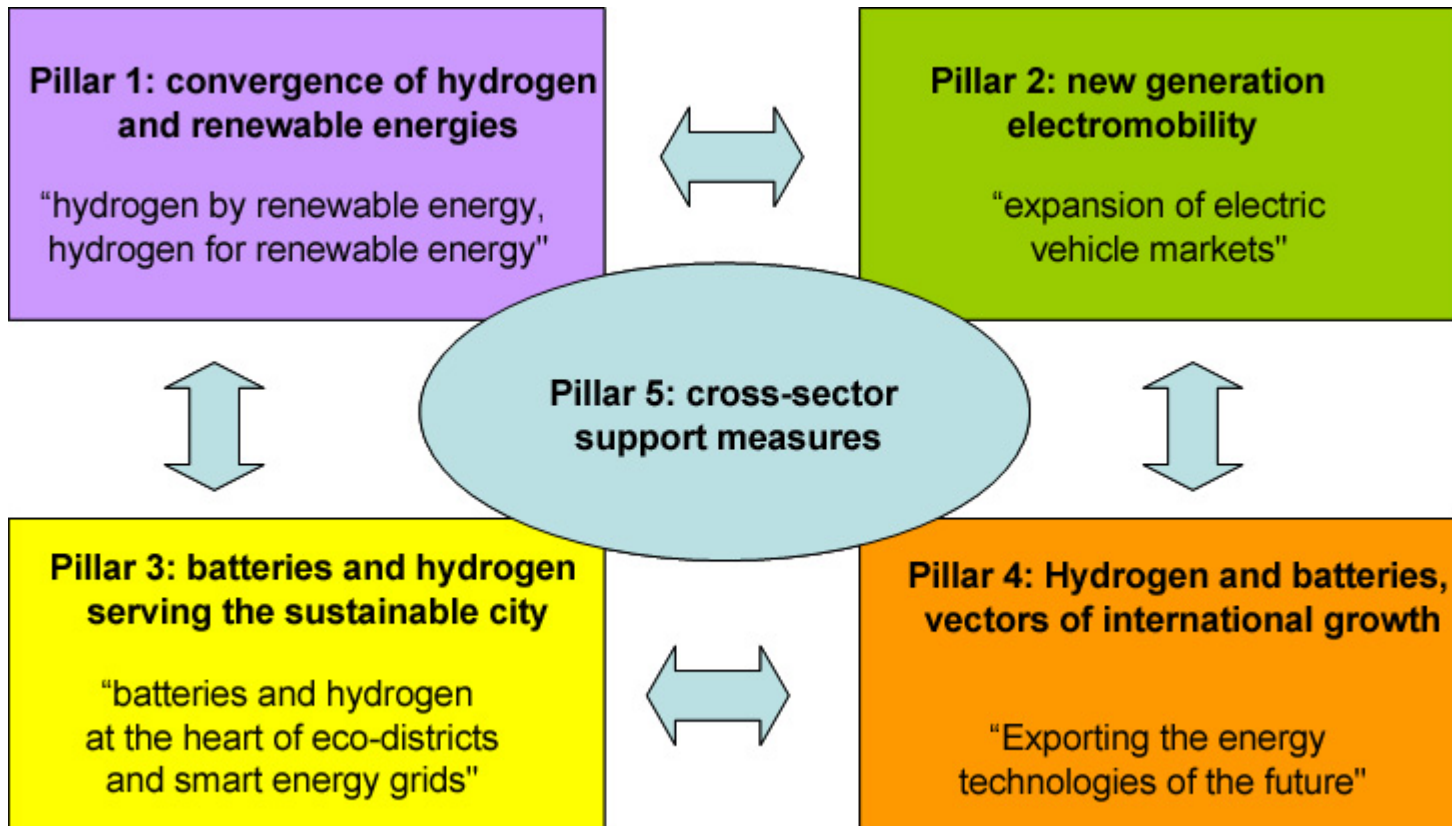 Pillar 1: convergence of hydrogen
and renewable energies
“hydrogen by renewable energy,
hydrogen for renewable energy"
Pillar 2: new generation
electromobility
“expansion of electric
vehicle markets"
Pillar 5: cross-sector
support measures
Pillar 3: batteries and hydrogen
serving the sustainable city
“batteries and hydrogen
at the heart of eco-districts
and smart energy grids"
Pillar 4: Hydrogen and batteries,
vectors of international growth
“Exporting the energy
technologies of the future"